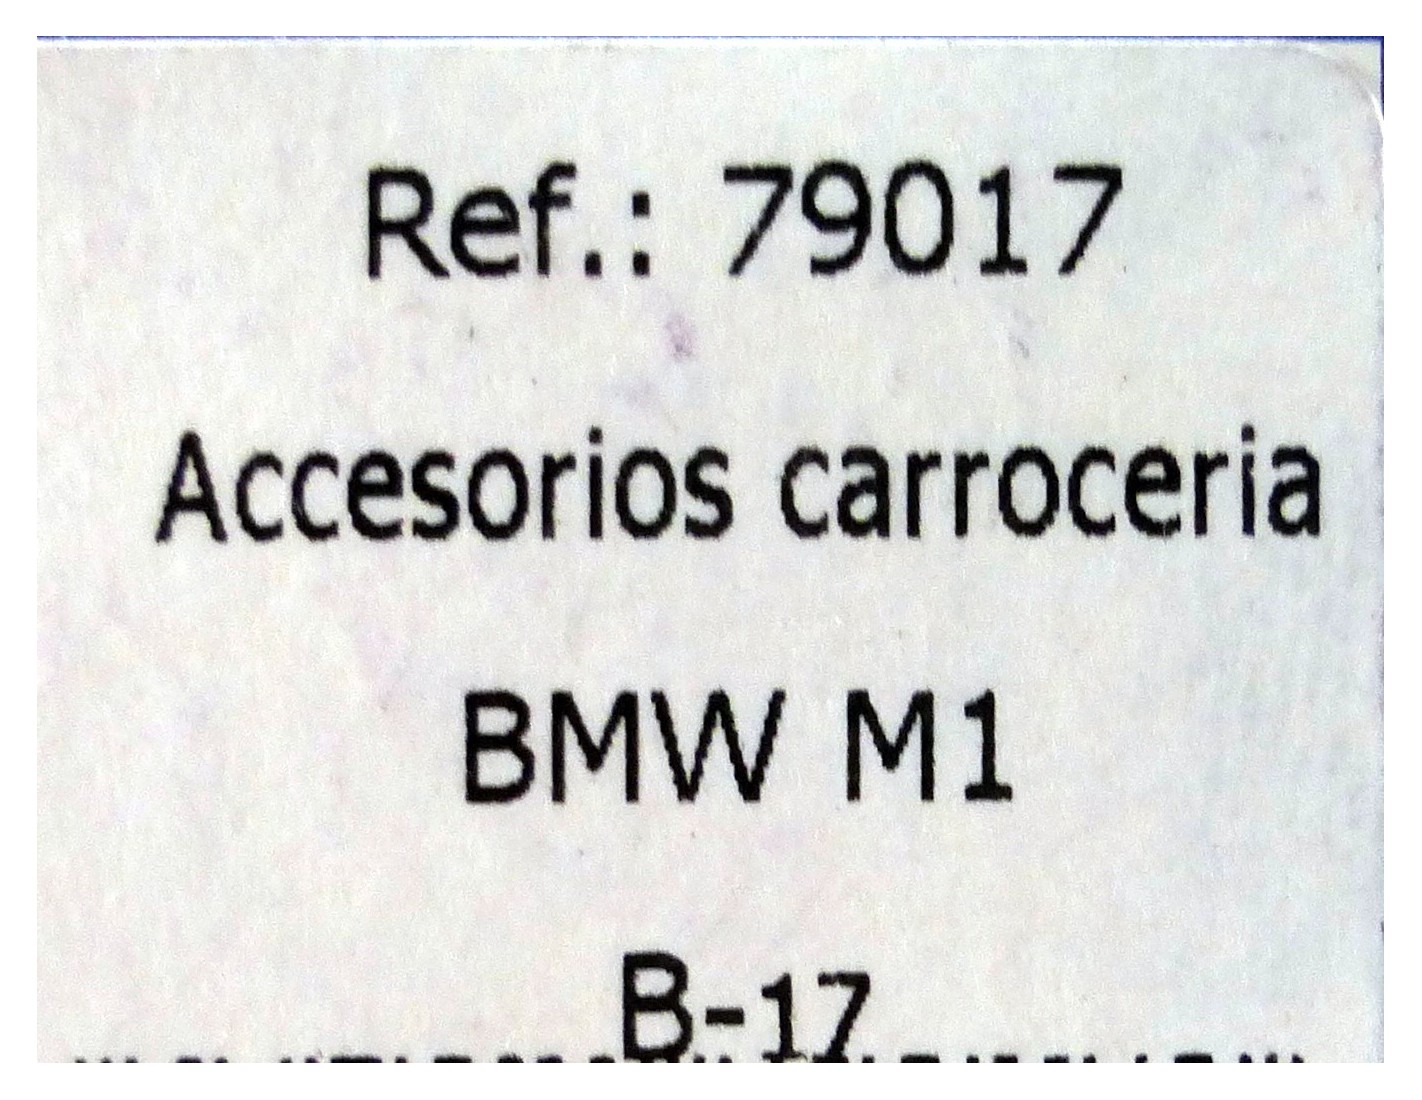 Ref.: 79017
Accesorios carroceria
BMW M1
B-17